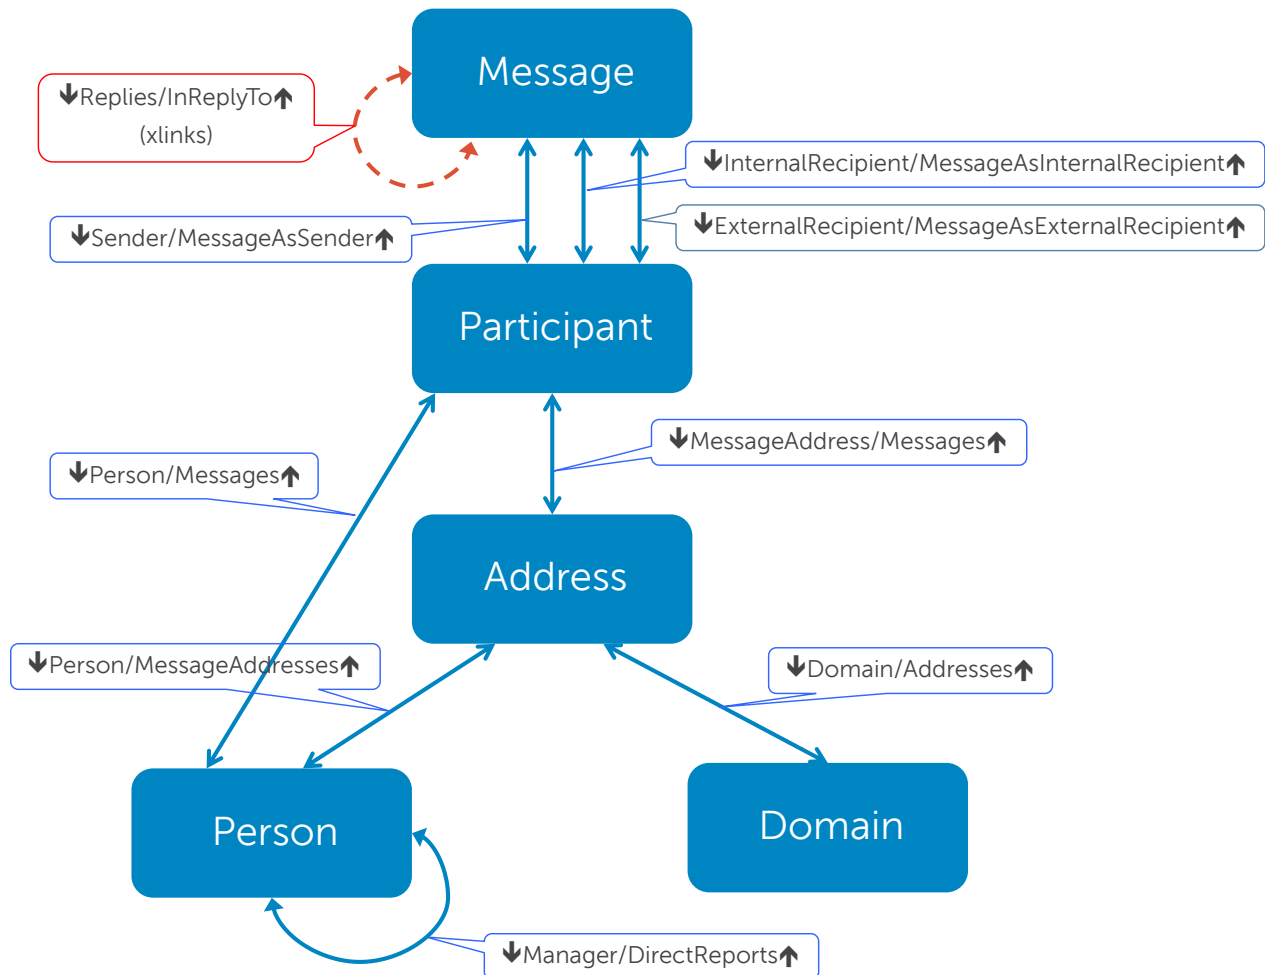 Message
🡻Replies/InReplyTo🡹
(xlinks)
🡻InternalRecipient/MessageAsInternalRecipient🡹
🡻Sender/MessageAsSender🡹
🡻ExternalRecipient/MessageAsExternalRecipient🡹
Participant
🡻MessageAddress/Messages🡹
🡻Person/Messages🡹
Address
🡻Person/MessageAddresses🡹
🡻Domain/Addresses🡹
Person
Domain
🡻Manager/DirectReports🡹